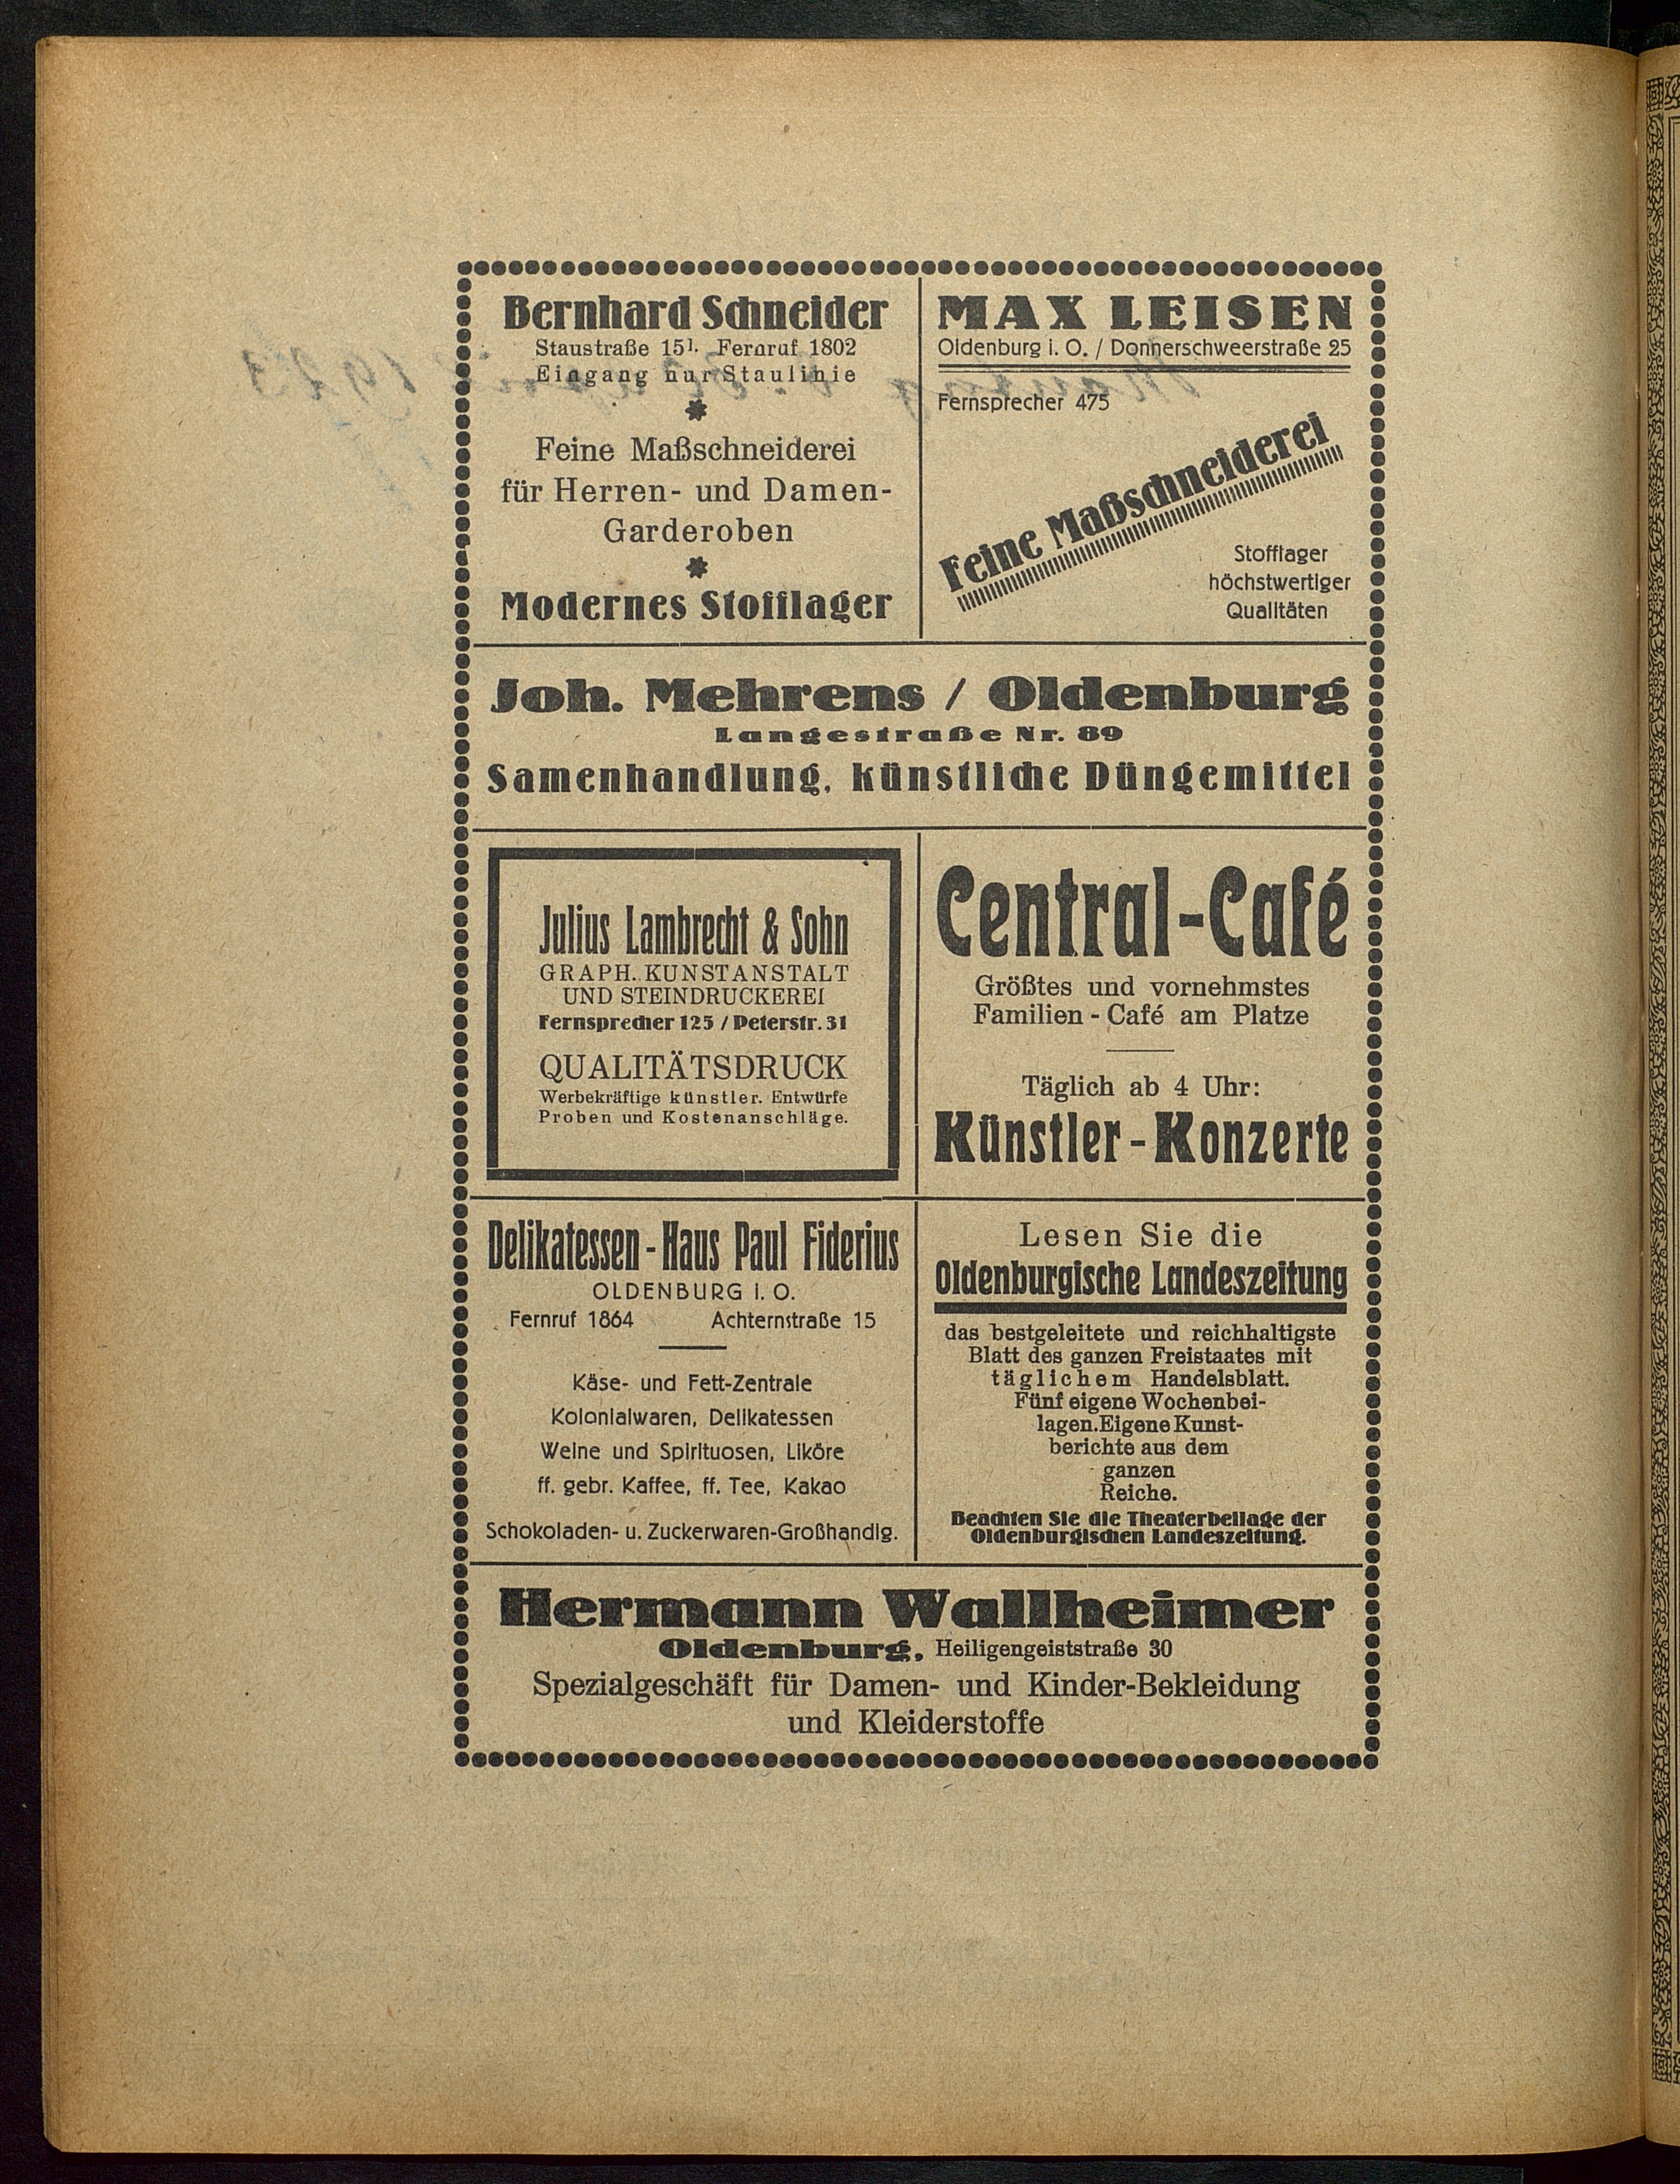 Bernhard Schneider
Staustraße 15¹· Fernruf 1802
Eingang nur Staulinie
*
Feine Maßschneiderei
für Herren- und Damen-
Garderoben
*
Modernes Stofflager
MAX LEISEN
Oldenburg i. O. / Donnerschweerstraße 25
Fernsprecher 475
Feine Maßschneiderei
Stofflager
höchstwertiger
Qualitäten
Joh. Mehrens / Oldenburg
Langestraße Nr. 89
Samenhandlung, künstliche Düngemittel
Julius Lambrecht & Sohn
GRAPH. KUNSTANSTALT
UND STEINDRUCKEREI
Fernsprecher 125 / Peterstr. 31
QUALITÄTSDRUCK
Werbekräftige künstler. Entwürfe
Proben und Kostenanschläge.
Central-Café
Größtes und vornehmstes
Familien - Café am Platze
Täglich ab 4 Uhr:
Künstler-Konzerte
Delikatessen-Haus Paul Fiderius
OLDENBURG I. O.
Fernruf 1864 Achternstraße 15
Käse- und Fett-Zentrale
Kolonialwaren, Delikatessen
Weine und Spirituosen, Liköre
ff. gebr. Kaffee, ff. Tee, Kakao
Schokoladen- u. Zuckerwaren-Großhandlg.
Lesen Sie die
Oldenburgische Landeszeitung
das bestgeleitete und reichhaltigste
Blatt des ganzen Freistaates mit
täglichem Handelsblatt.
Fünf eigene Wochenbei-
lagen. Eigene Kunst-
berichte aus dem
ganzen
Reiche.
Beachten Sie die Theaterbeilage der
Oldenburgischen Landeszeitung.
Hermann Wallheimer
Oldenburg, Heiligengeiststraße 30
Spezialgeschäft für Damen- und Kinder-Bekleidung
und Kleiderstoffe